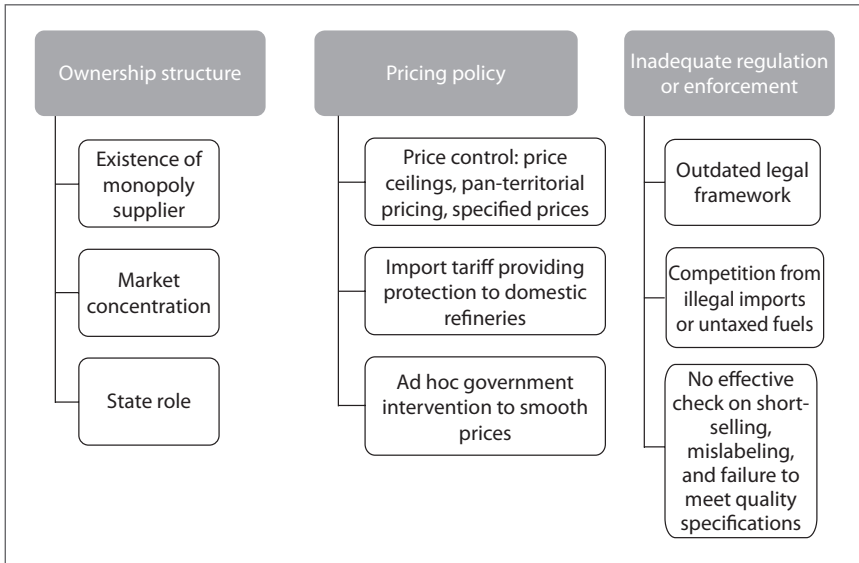 Ownership structure
Existence of
monopoly
supplier
Market
concentration
State role
Pricing policy
Price control: price
ceilings, pan-territorial
pricing, specified prices
Import tariff providing
protection to domestic
refineries
Ad hoc government
intervention to smooth
prices
Inadequate regulation
or enforcement
Outdated legal
framework
Competition from
illegal imports
or untaxed fuels
No effective
check on short-
selling,
mislabeling,
and failure to
meet quality
specifications